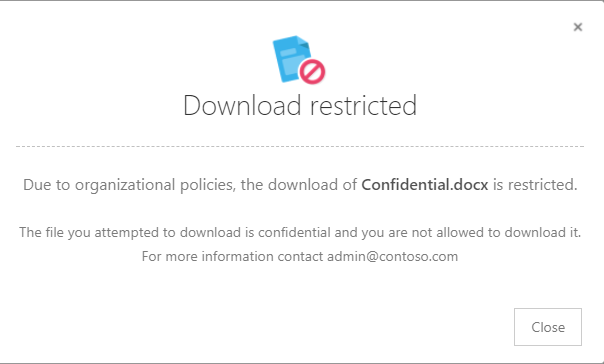 Download restricted
Due to organizational policies, the download of Confidential.docx is restricted.
The file you attempted to download is confidential and you are not allowed to download it.
For more information contact admin@contoso.com
Close